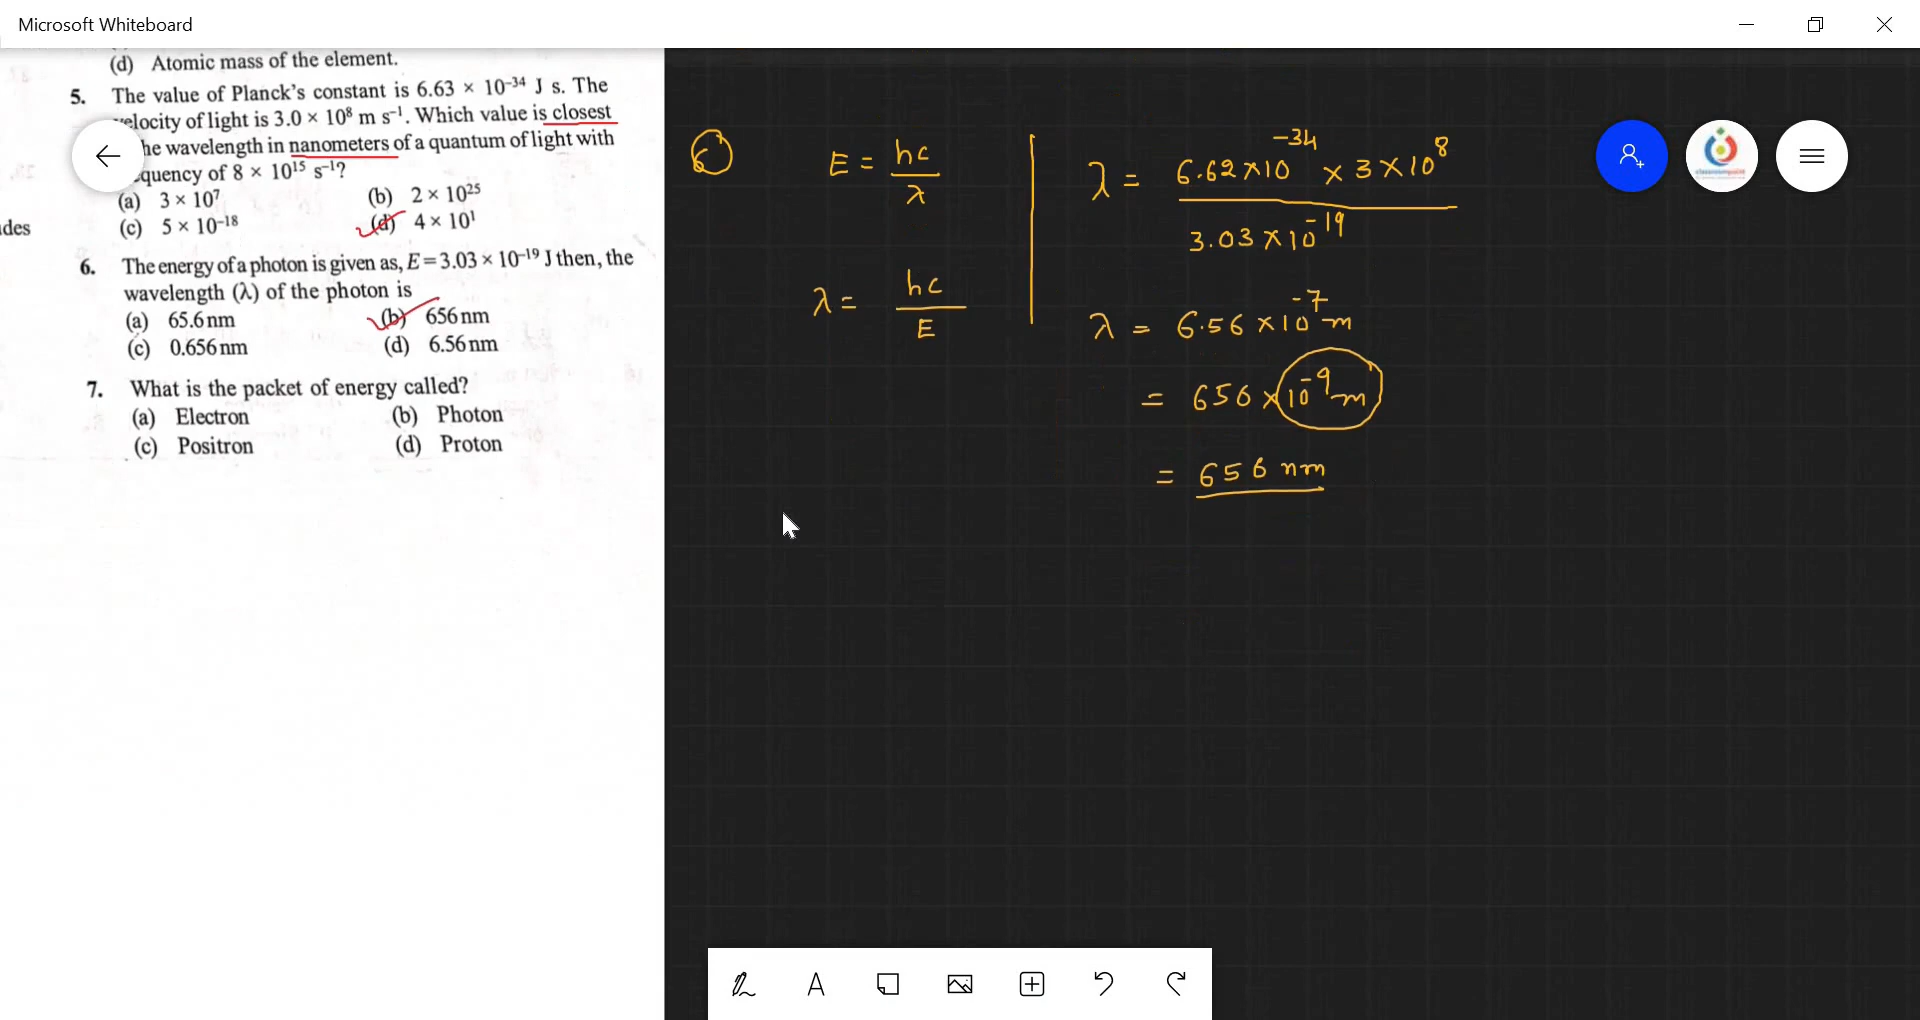 Microsoft Whiteboard
(d) Atomic mass of the element.
5. The value of Planck's constant is 6.63 × 10⁻³⁴ J s. The
elocity of light is 3.0 × 10⁸ m s⁻¹. Which value is closest
he wavelength in nanometers of a quantum of light with
quency of 8 × 10¹⁵ s⁻¹?
(a) 3 × 10⁷ (b) 2 × 10²⁵
(c) 5 × 10⁻¹⁸ (d) 4 × 10¹
des
6. The energy of a photon is given as, E = 3.03 × 10⁻¹⁹ J then, the
wavelength (λ) of the photon is
(a) 65.6 nm (b) 656 nm
(c) 0.656 nm (d) 6.56 nm
7. What is the packet of energy called?
(a) Electron (b) Photon
(c) Positron (d) Proton
6
E = hc / λ
λ = hc / E
λ = 6.62 × 10⁻³⁴ × 3 × 10⁸ / 3.03 × 10⁻¹⁹
λ = 6.56 × 10⁻⁷ m
= 656 × 10⁻⁹ m
= 656 nm